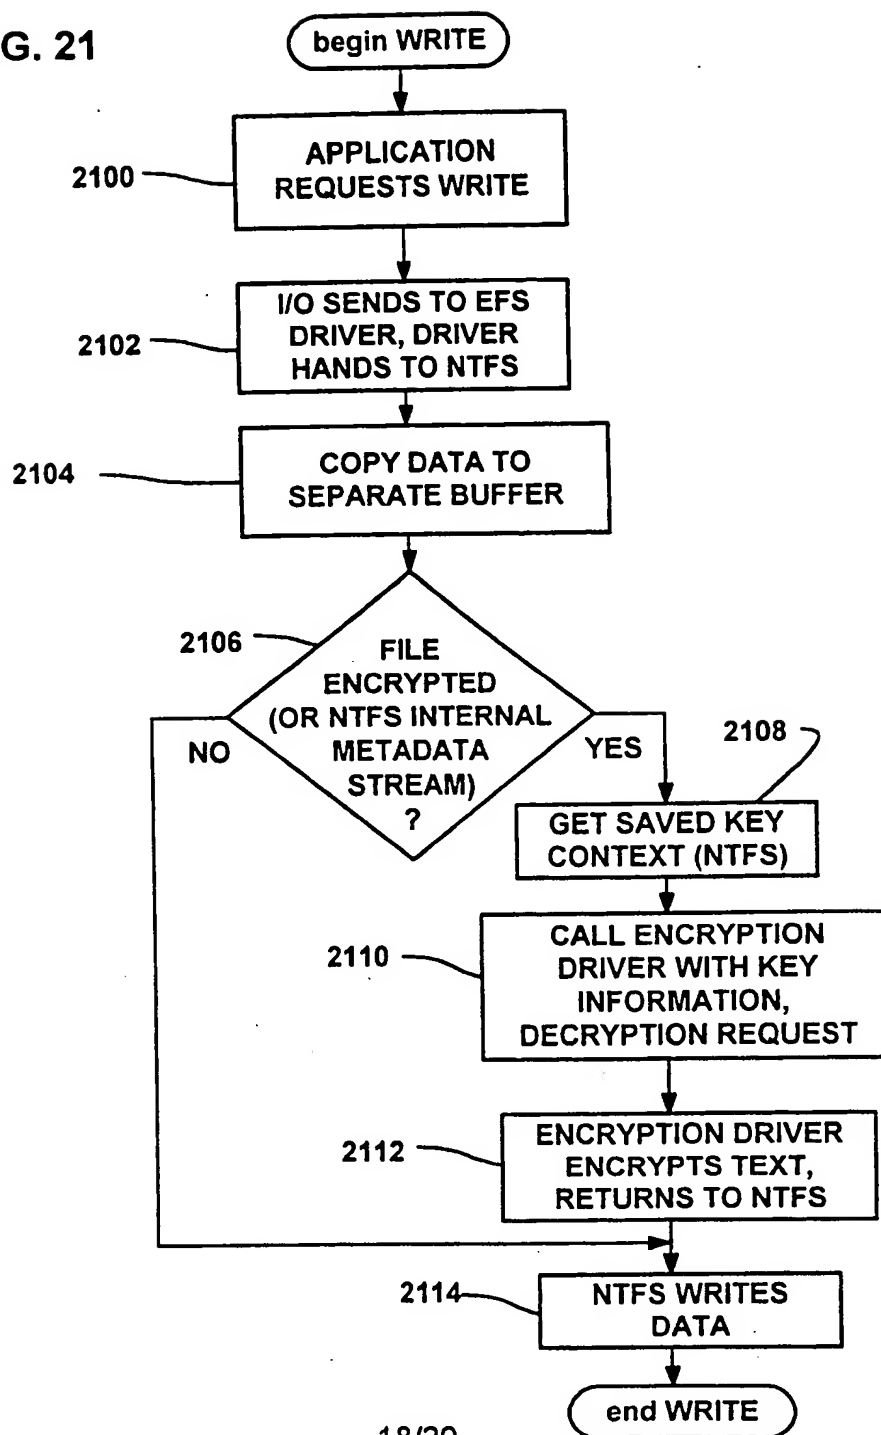 G. 21
begin WRITE
2100
APPLICATION
REQUESTS WRITE
2102
I/O SENDS TO EFS
DRIVER, DRIVER
HANDS TO NTFS
2104
COPY DATA TO
SEPARATE BUFFER
2106
FILE
ENCRYPTED
(OR NTFS INTERNAL
METADATA
STREAM)
?
NO
YES
2108
GET SAVED KEY
CONTEXT (NTFS)
2110
CALL ENCRYPTION
DRIVER WITH KEY
INFORMATION,
DECRYPTION REQUEST
2112
ENCRYPTION DRIVER
ENCRYPTS TEXT,
RETURNS TO NTFS
2114
NTFS WRITES
DATA
end WRITE